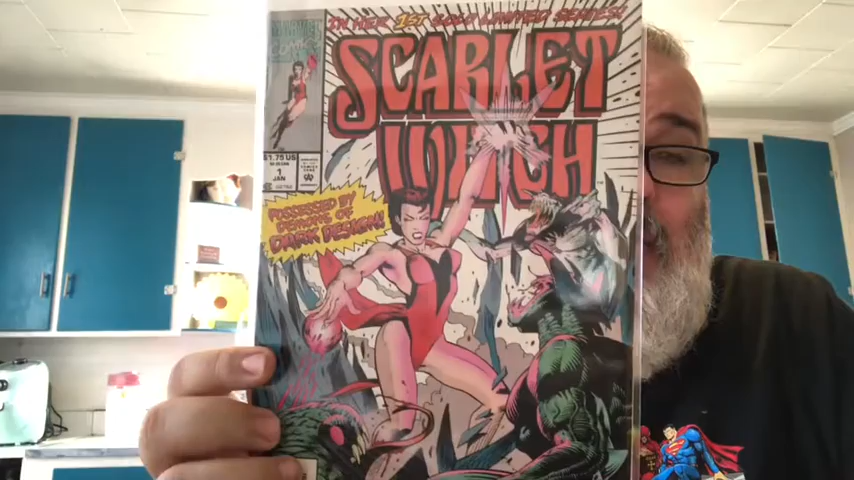 IN HER 1ST SOLO LIMITED SERIES!
MARVEL
COMICS
SCARLET
WITCH
$1.75 US
1
JAN
POSSESSED BY
DEMONS OF
DARK DESIGN!